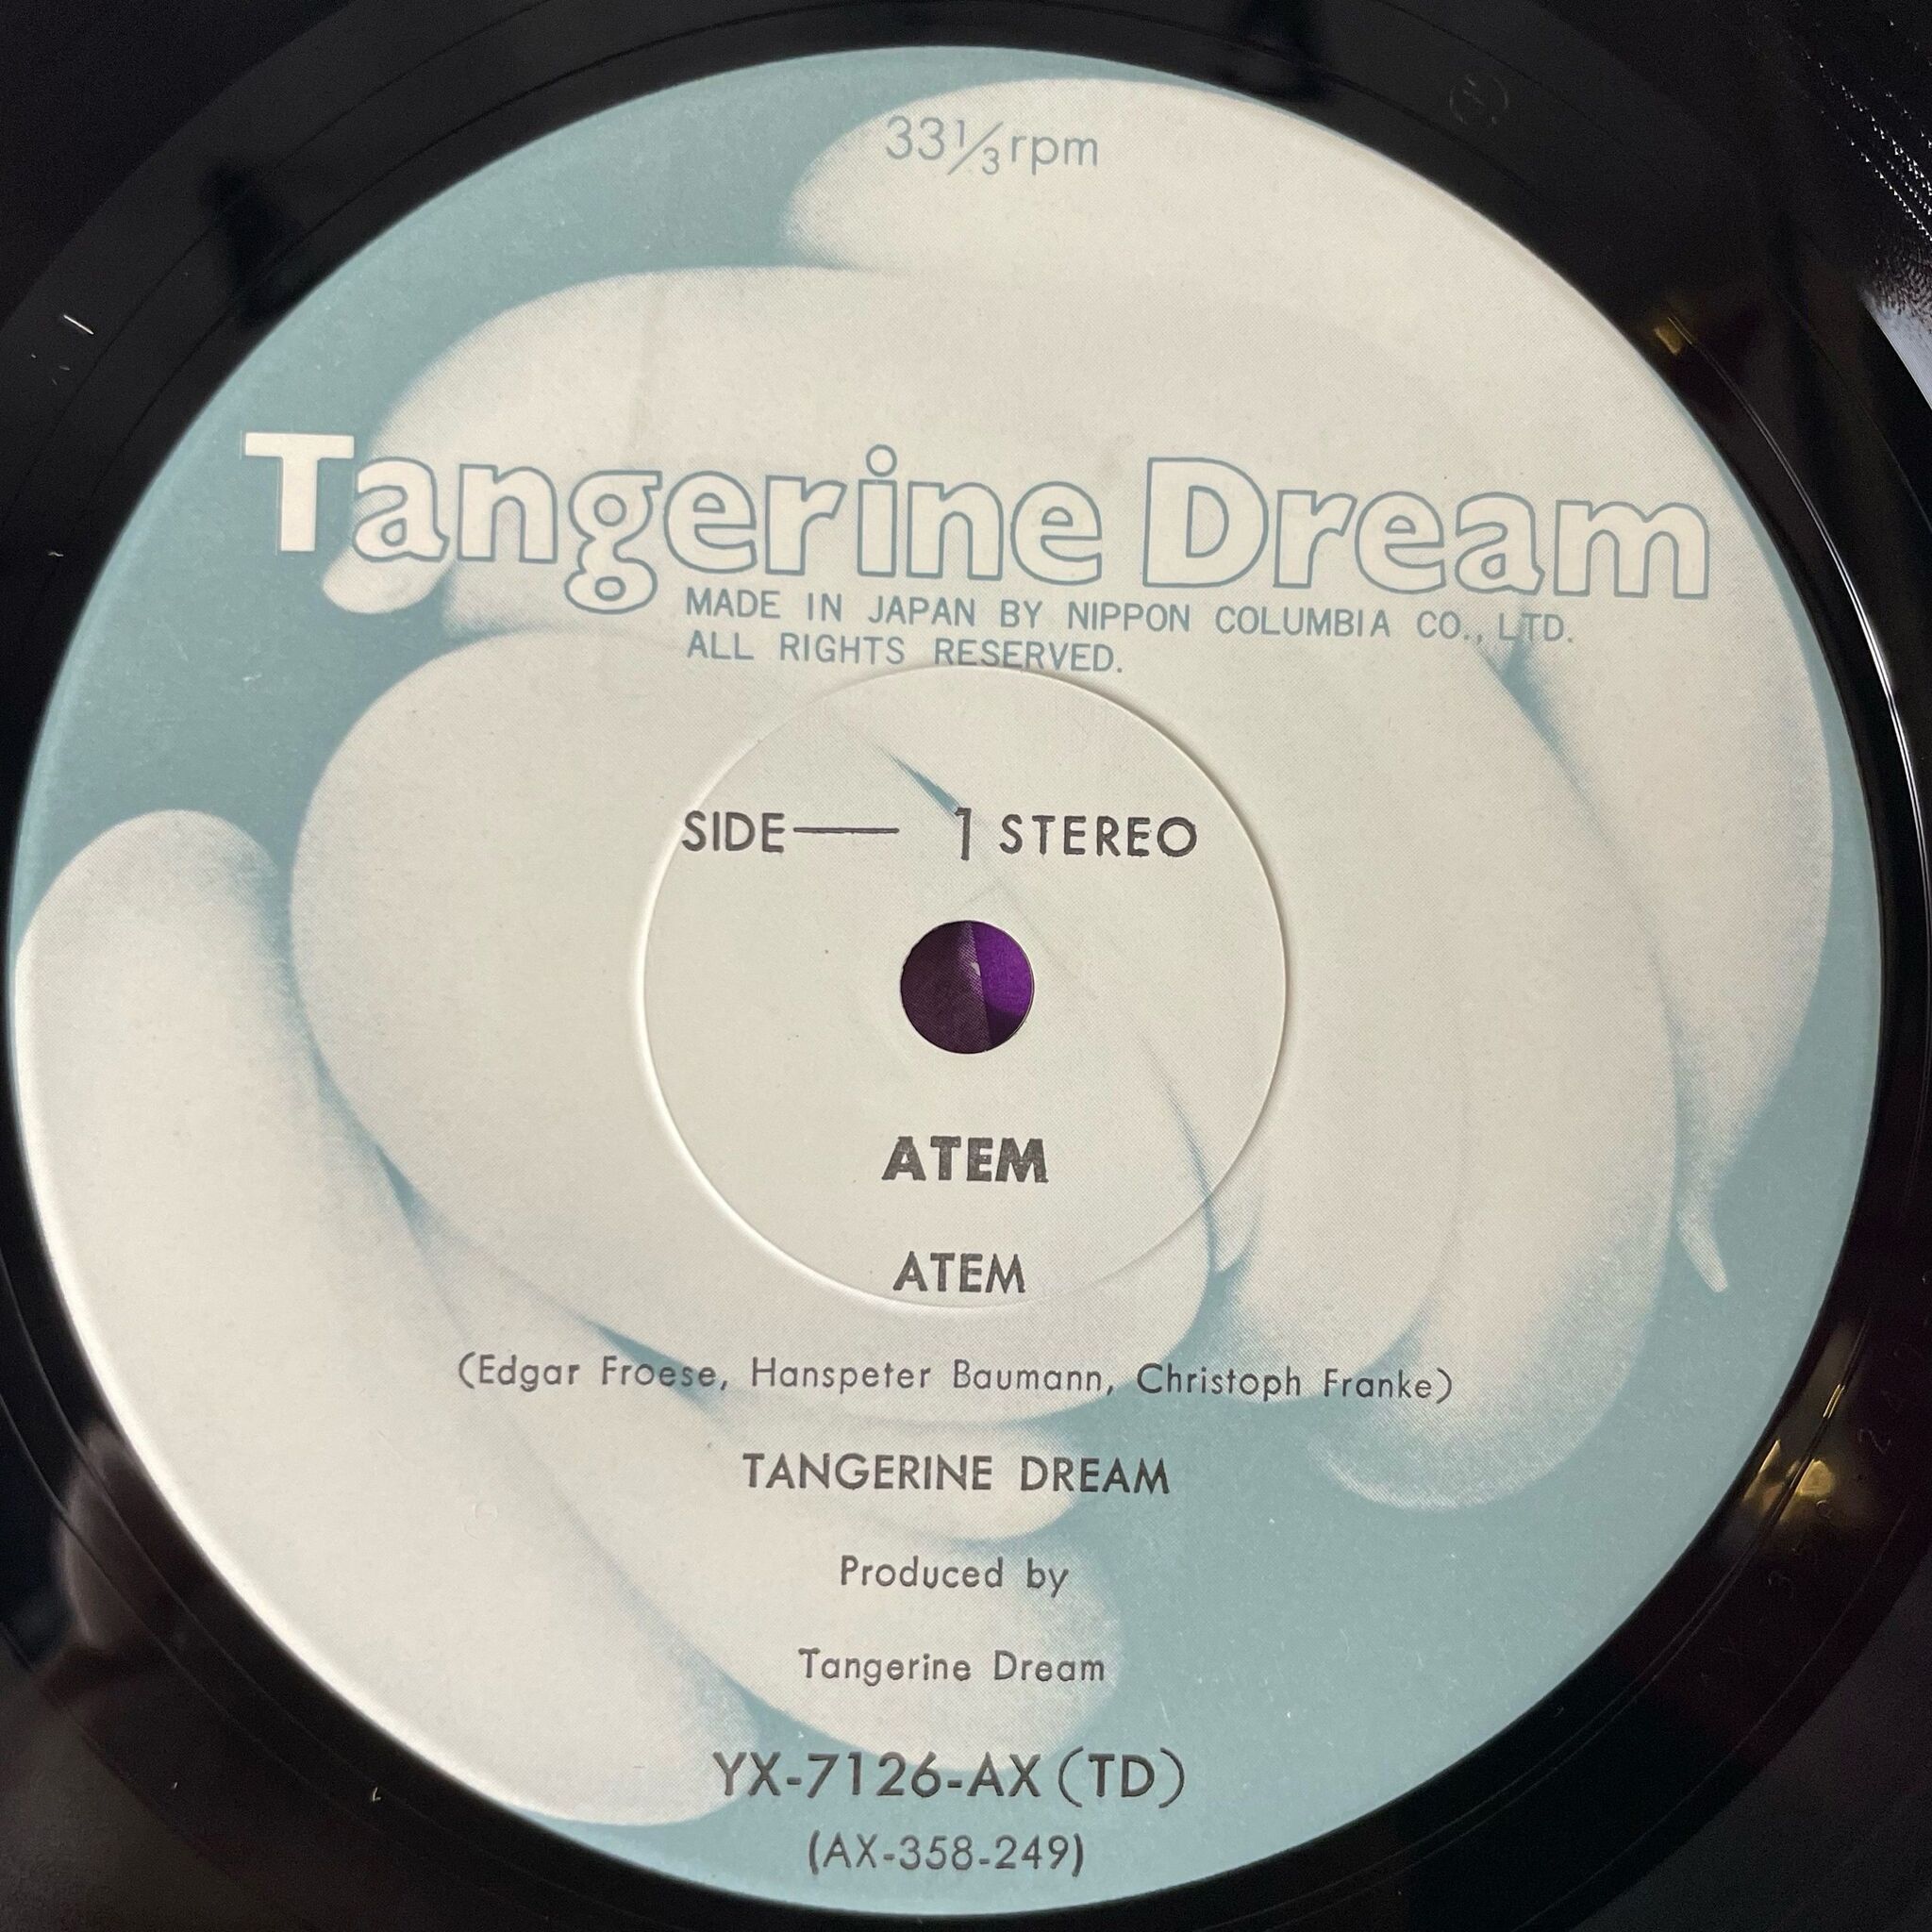 33⅓rpm
Tangerine Dream
MADE IN JAPAN BY NIPPON COLUMBIA CO., LTD.
ALL RIGHTS RESERVED.
SIDE— 1 STEREO
ATEM
ATEM
(Edgar Froese, Hanspeter Baumann, Christoph Franke)
TANGERINE DREAM
Produced by
Tangerine Dream
YX-7126-AX (TD)
(AX-358-249)